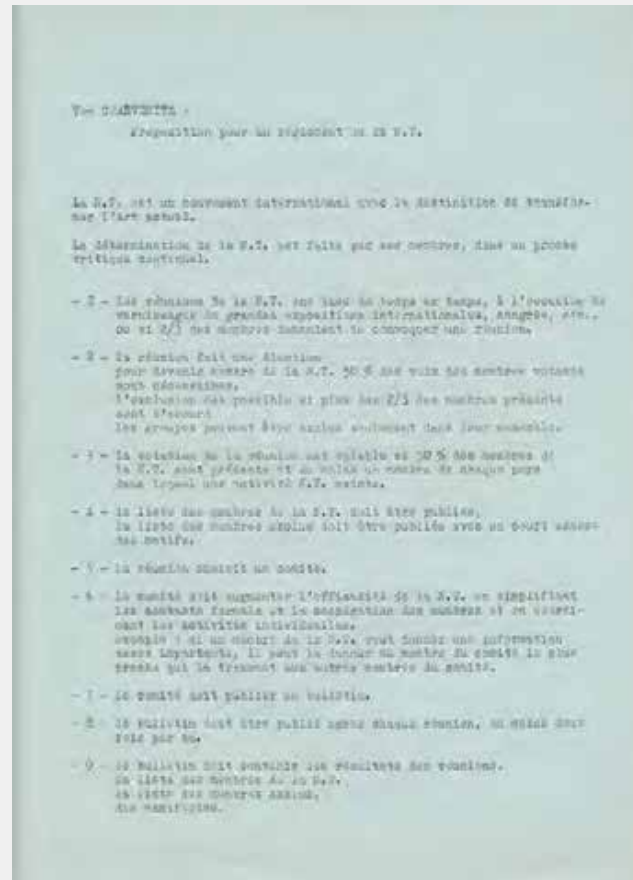 Proposition pour un règlement de la N.T.
La N.T. est un mouvement international avec la destinition de transfor-
mer l'art actuel.
La détermination de la N.T. est faite par ses membres, dans un procès
critique continuel.
Les réunions de la N.T. ont lieu de temps en temps, à l'occasion de
vernissages de grandes expositions internationales, congrès, etc.,
ou si 2/3 des membres demandent de convoquer une réunion.
- 2 - la réunion fait une élection
pour devenir membre de la N.T. 50 % des voix des membres votants
sont nécessaires.
l'exclusion est possible si plus des 2/3 des membres présents
sont d'accord
les groupes peuvent être exclus seulement dans leur ensemble.
- 3 - la votation de la réunion est valable si 50 % des membres de
la N.T. sont présents et au moins un membre de chaque pays
dans lequel une activité N.T. existe.
- 4 - la liste des membres de la N.T. doit être publiée.
la liste des membres exclus doit être publiée avec un court
des motifs.
- 5 - la réunion choisit un comité.
- 6 - le comité doit augmenter l'efficacité de la N.T. en simplifiant
les contacts formels et la coopération des membres et en
les activités individuelles.
exemple : si un membre de la N.T. veut donner une information
assez importante, il peut la donner au membre du comité le plus
proche qui la transmet aux autres membres du comité.
- 7 - le comité doit publier un bulletin.
- 8 - le bulletin doit être publié après chaque réunion, au moins deux
fois par an.
- 9 - le bulletin doit contenir les résultats des réunions.
la liste des membres de la N.T.
la liste des membres exclus.
des manifestes.